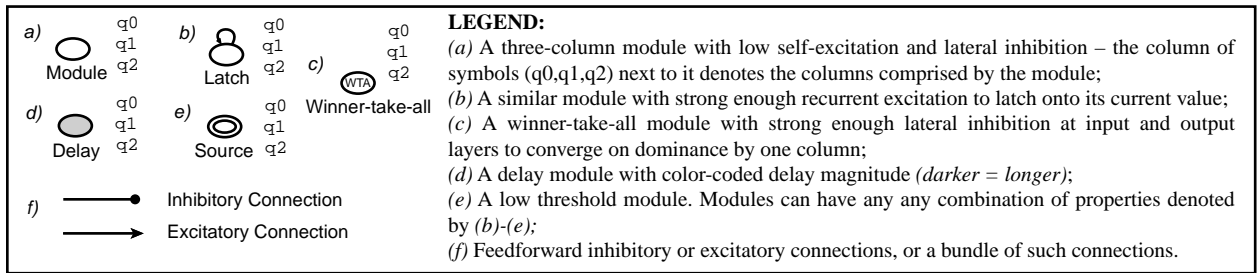 a)
q0
q1
q2
Module
b)
q0
q1
q2
Latch
c)
q0
q1
q2
WTA
Winner-take-all
d)
q0
q1
q2
Delay
e)
q0
q1
q2
Source
f)
Inhibitory Connection
Excitatory Connection
LEGEND:
(a) A three-column module with low self-excitation and lateral inhibition – the column of
symbols (q0,q1,q2) next to it denotes the columns comprised by the module;
(b) A similar module with strong enough recurrent excitation to latch onto its current value;
(c) A winner-take-all module with strong enough lateral inhibition at input and output
layers to converge on dominance by one column;
(d) A delay module with color-coded delay magnitude (darker = longer);
(e) A low threshold module. Modules can have any any combination of properties denoted
by (b)-(e);
(f) Feedforward inhibitory or excitatory connections, or a bundle of such connections.